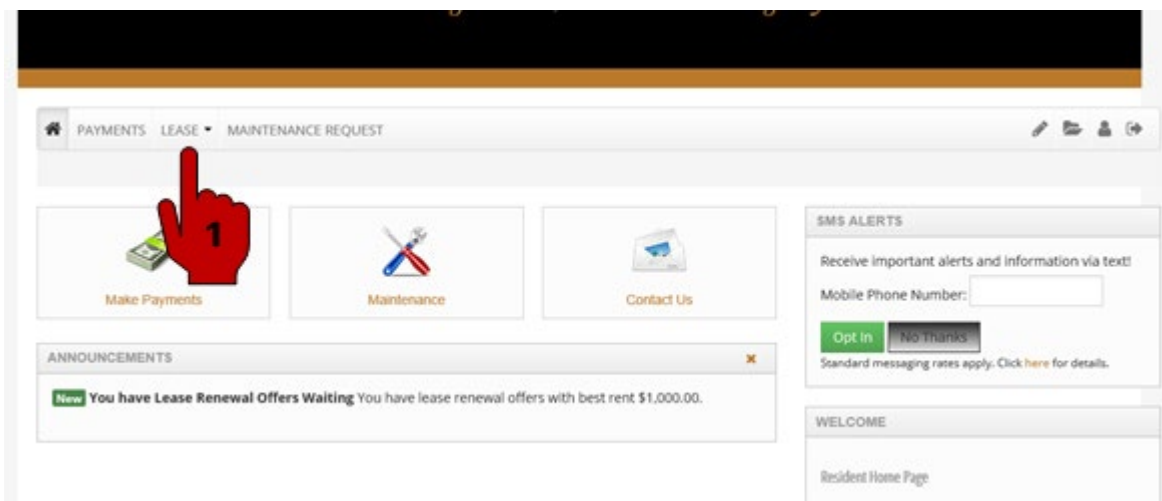 PAYMENTS LEASE MAINTENANCE REQUEST
1
Make Payments
Maintenance
Contact Us
ANNOUNCEMENTS
New You have Lease Renewal Offers Waiting You have lease renewal offers with best rent $1,000.00.
SMS ALERTS
Receive important alerts and information via text!
Mobile Phone Number:
Opt In No Thanks
Standard messaging rates apply. Click here for details.
WELCOME
Resident Home Page